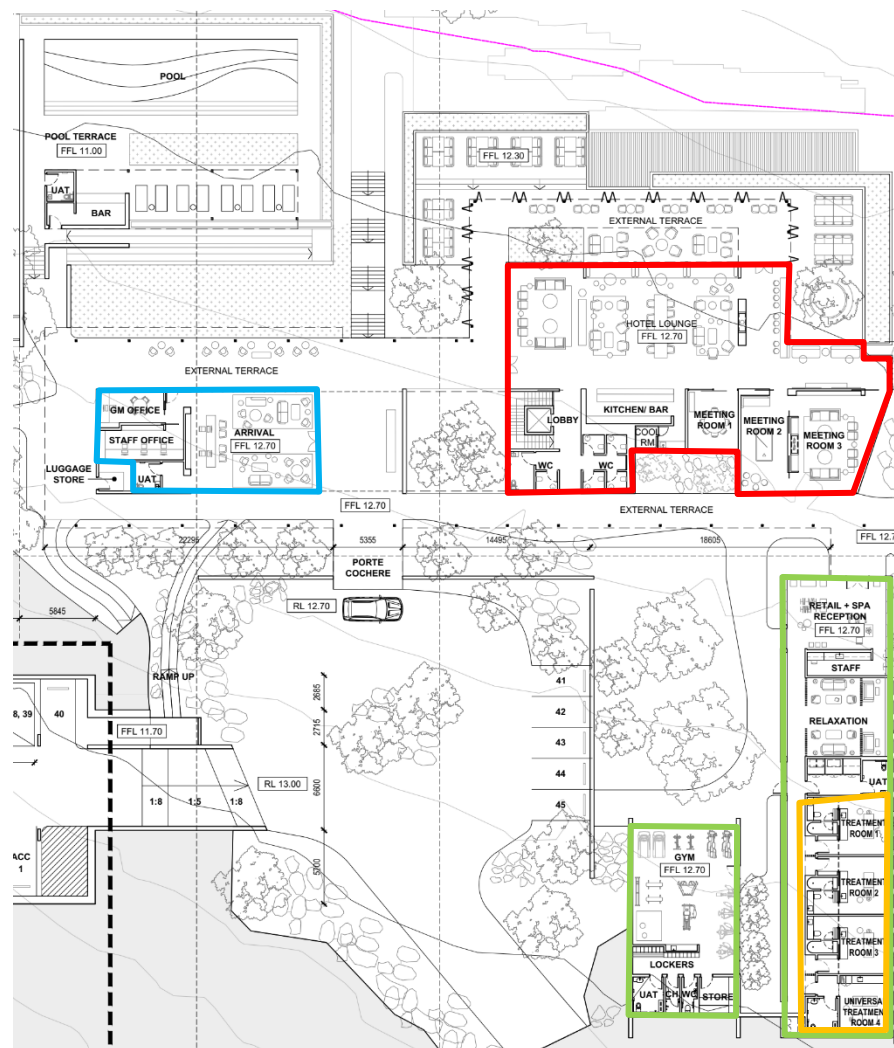 POOL
POOL TERRACE
FFL 11.00
UAT
BAR
FFL 12.30
EXTERNAL TERRACE
HOTEL LOUNGE
FFL 12.70
EXTERNAL TERRACE
GM OFFICE
STAFF OFFICE
ARRIVAL
FFL 12.70
LUGGAGE
STORE
UAT
LOBBY
KITCHEN/ BAR
COOL
RM
MEETING
ROOM 1
MEETING
ROOM 2
MEETING
ROOM 3
WC
WC
FFL 12.70
EXTERNAL TERRACE
FFL 12.7
22295
5355
14495
18605
PORTE
COCHERE
5845
RL 12.70
RETAIL + SPA
RECEPTION
FFL 12.70
STAFF
RAMP UP
RELAXATION
41
42
43
44
45
2685
2715
6600
5700
8, 39
40
FFL 11.70
RL 13.00
1:8
1:5
1:8
UAT
ACC
1
GYM
FFL 12.70
LOCKERS
UAT
CH
WC
STORE
TREATMENT
ROOM 1
TREATMENT
ROOM 2
TREATMENT
ROOM 3
UNIVERSAL
TREATMENT
ROOM 4